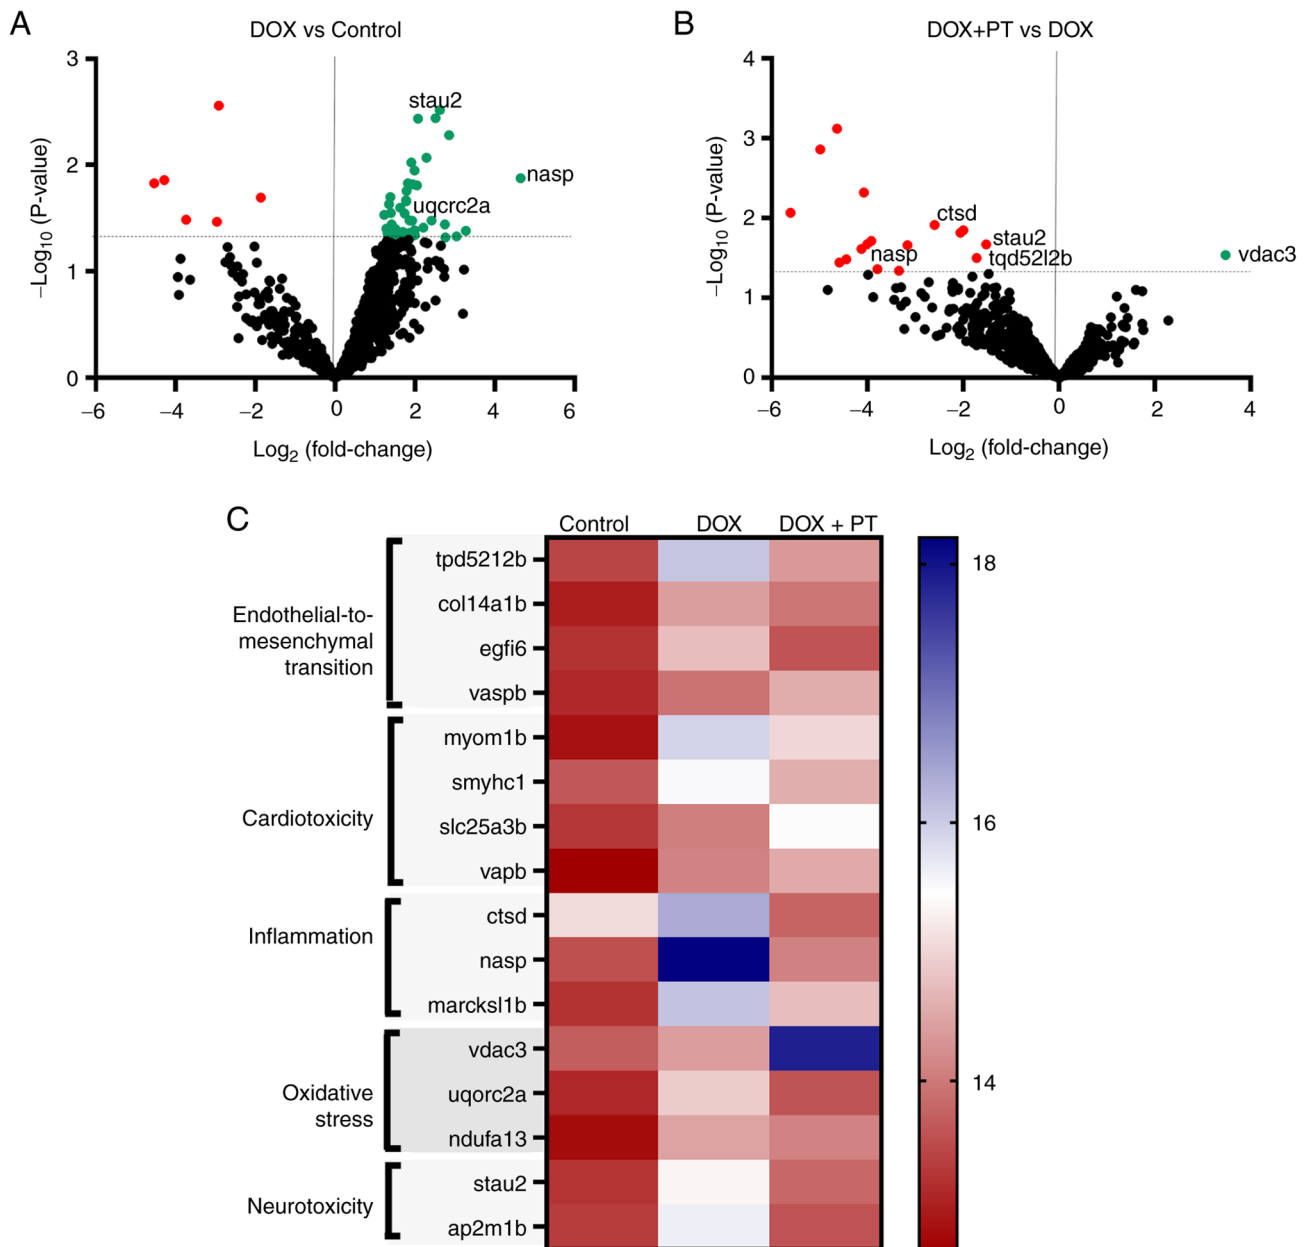 A
DOX vs Control
3
2
1
0
−Log10 (P-value)
stau2
nasp
uqcrc2a
−6
−4
−2
0
2
4
6
Log2 (fold-change)
B
DOX+PT vs DOX
4
3
2
1
0
−Log10 (P-value)
ctsd
stau2
nasp
tqd52l2b
vdac3
−6
−4
−2
0
2
4
Log2 (fold-change)
C
Control
DOX
DOX + PT
Endothelial-to-
mesenchymal
transition
tpd5212b
col14a1b
egfi6
vaspb
Cardiotoxicity
myom1b
smyhc1
slc25a3b
vapb
Inflammation
ctsd
nasp
marcksl1b
Oxidative
stress
vdac3
uqorc2a
ndufa13
Neurotoxicity
stau2
ap2m1b
18
16
14